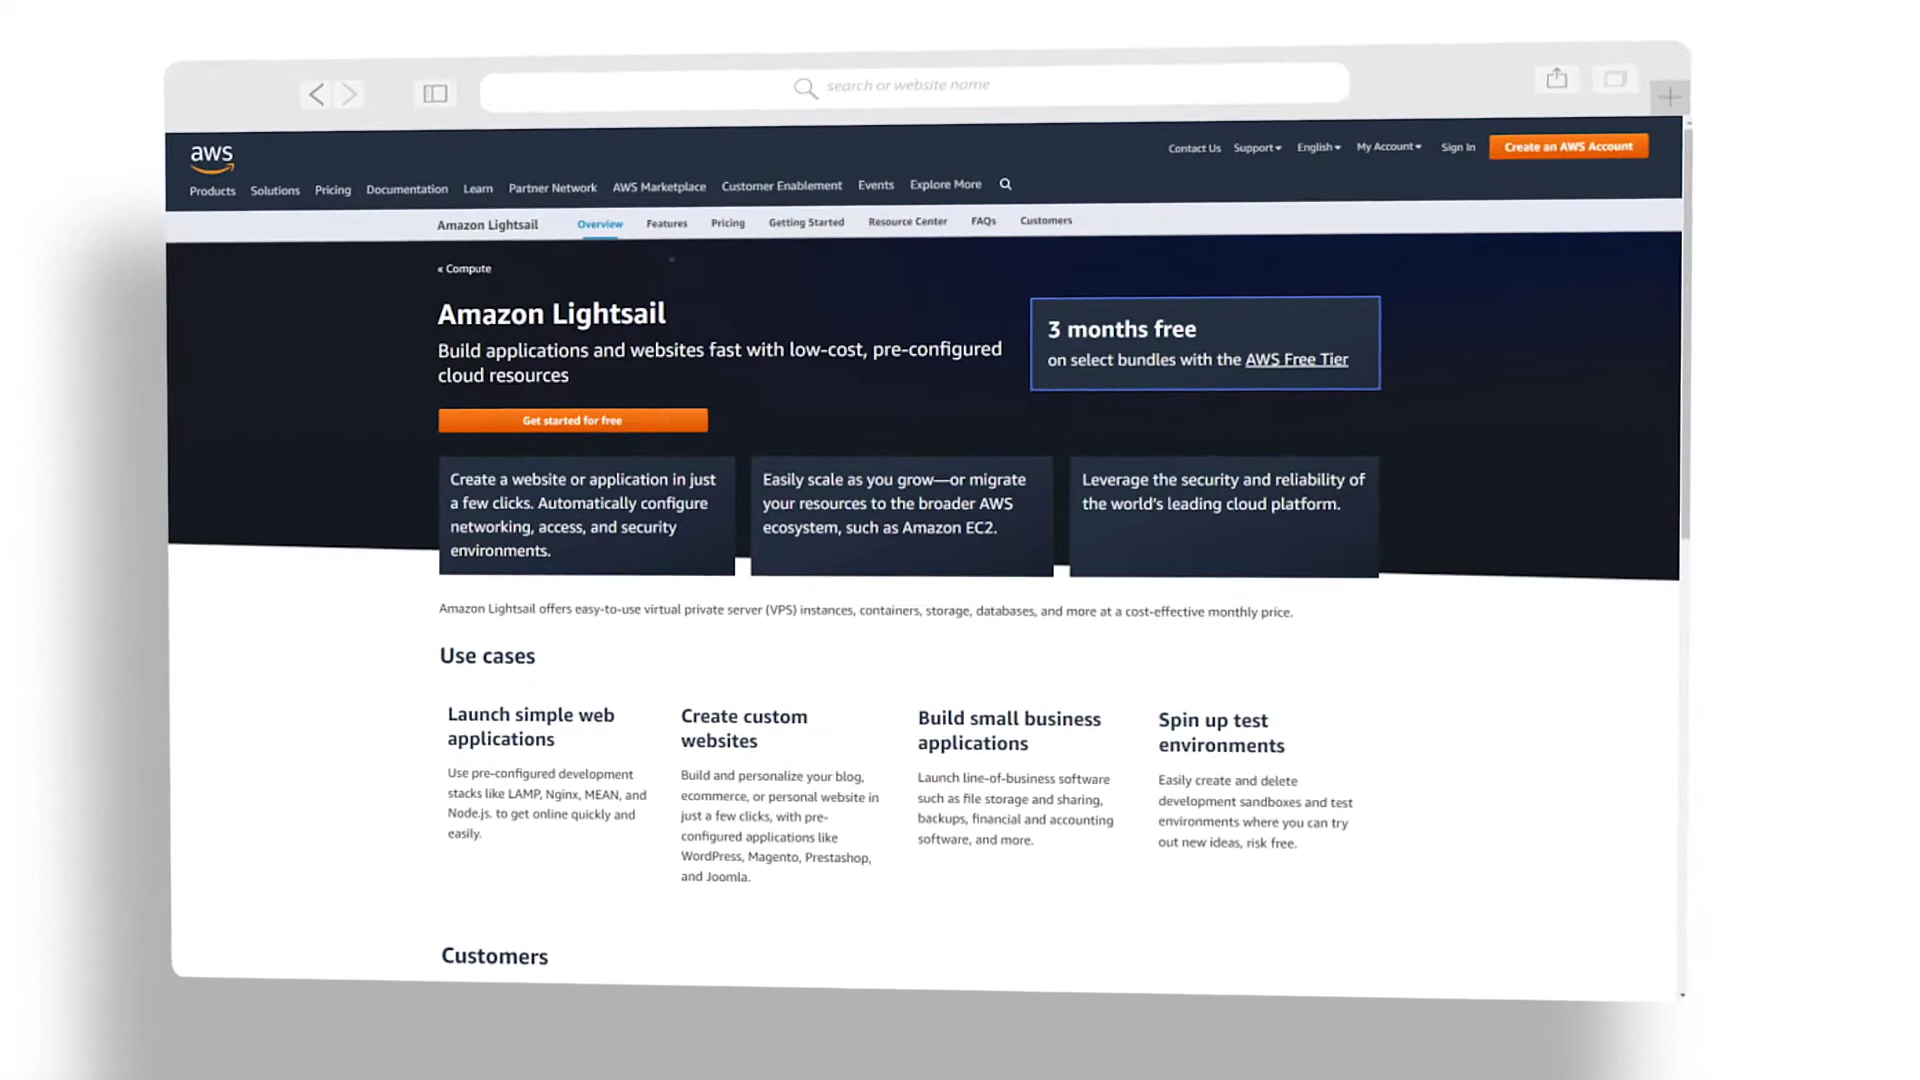 search or website name
aws
Contact Us Support English My Account Sign In Create an AWS Account
Products Solutions Pricing Documentation Learn Partner Network AWS Marketplace Customer Enablement Events Explore More
Amazon Lightsail Overview Features Pricing Getting Started Resource Center FAQs Customers
« Compute
Amazon Lightsail
Build applications and websites fast with low-cost, pre-configured
cloud resources
Get started for free
3 months free
on select bundles with the AWS Free Tier
Create a website or application in just
a few clicks. Automatically configure
networking, access, and security
environments.
Easily scale as you grow—or migrate
your resources to the broader AWS
ecosystem, such as Amazon EC2.
Leverage the security and reliability of
the world’s leading cloud platform.
Amazon Lightsail offers easy-to-use virtual private server (VPS) instances, containers, storage, databases, and more at a cost-effective monthly price.
Use cases
Launch simple web
applications
Use pre-configured development
stacks like LAMP, Nginx, MEAN, and
Node.js. to get online quickly and
easily.
Create custom
websites
Build and personalize your blog,
ecommerce, or personal website in
just a few clicks, with pre-
configured applications like
WordPress, Magento, Prestashop,
and Joomla.
Build small business
applications
Launch line-of-business software
such as file storage and sharing,
backups, financial and accounting
software, and more.
Spin up test
environments
Easily create and delete
development sandboxes and test
environments where you can try
out new ideas, risk free.
Customers